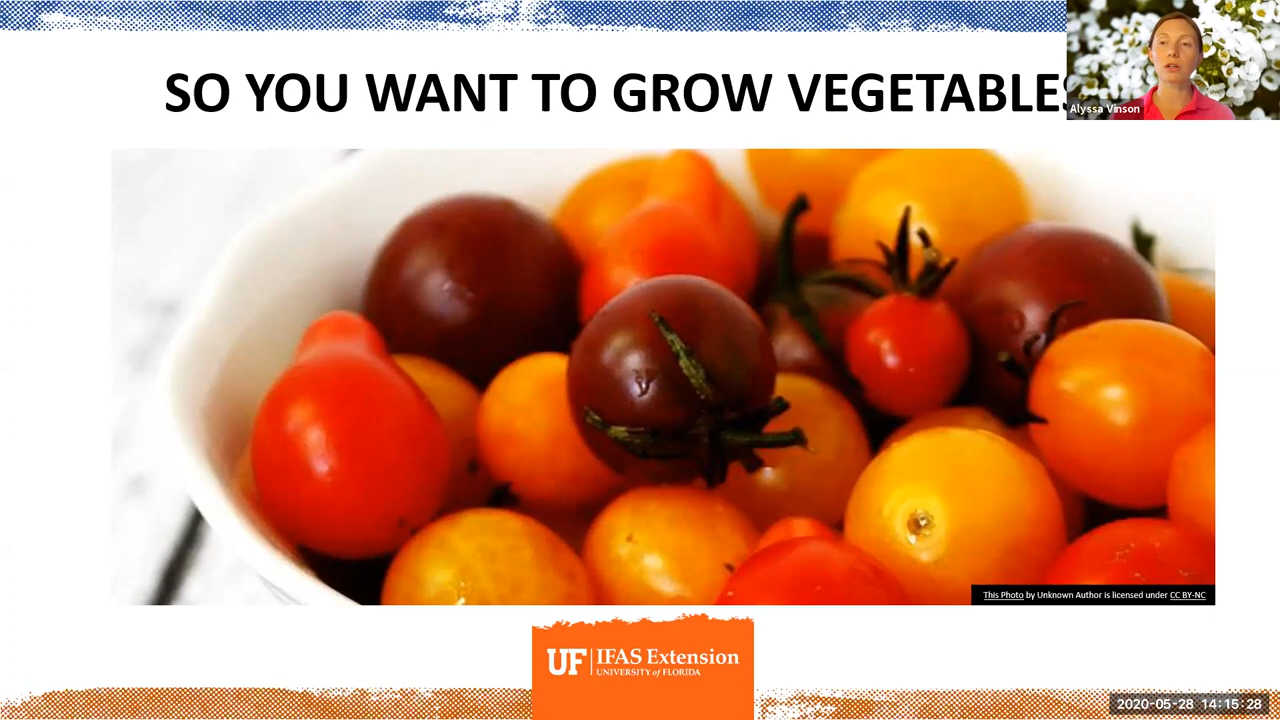 SO YOU WANT TO GROW VEGETABLES
Alyssa Vinson
This Photo by Unknown Author is licensed under CC BY-NC
UF IFAS Extension
UNIVERSITY of FLORIDA
2020-05-28 14:15:28